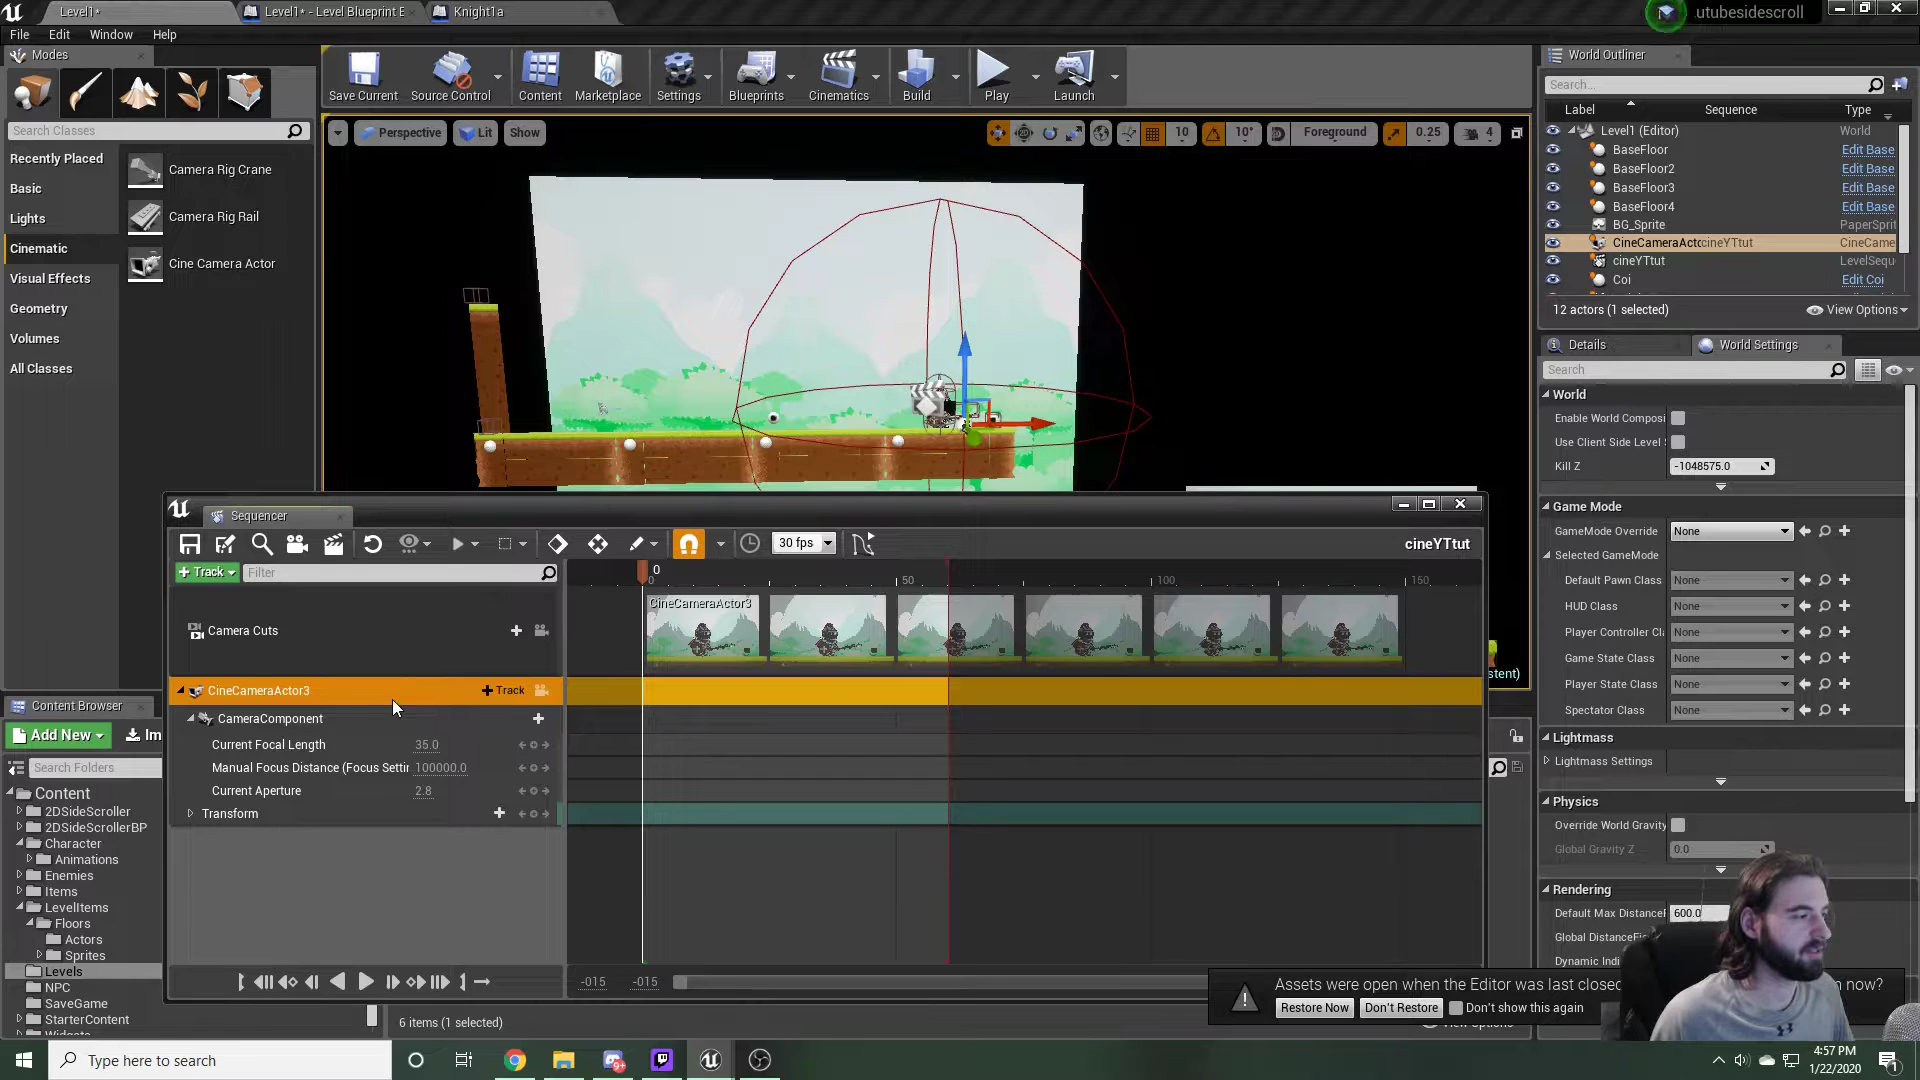 Level1*
Level1* - Level Blueprint E
Knight1a
utubesidescroll
File Edit Window Help
Modes
Search Classes
Recently Placed
Basic
Lights
Cinematic
Visual Effects
Geometry
Volumes
All Classes
Camera Rig Crane
Camera Rig Rail
Cine Camera Actor
Save Current
Source Control
Content
Marketplace
Settings
Blueprints
Cinematics
Build
Play
Launch
Perspective
Lit
Show
10
10°
Foreground
0.25
4
World Outliner
Search...
Label Sequence Type
Level1 (Editor) World
BaseFloor Edit Base
BaseFloor2 Edit Base
BaseFloor3 Edit Base
BaseFloor4 Edit Base
BG_Sprite PaperSprit
CineCameraActc cineYTtut CineCame
cineYTtut LevelSequ
Coi Edit Coi
12 actors (1 selected)
View Options
Details
World Settings
Search
World
Enable World Composi
Use Client Side Level
Kill Z -1048575.0
Game Mode
GameMode Override None
Selected GameMode
Default Pawn Class None
HUD Class None
Player Controller Cl None
Game State Class None
Player State Class None
Spectator Class None
Lightmass
Lightmass Settings
Physics
Override World Gravity
Global Gravity Z 0.0
Rendering
Default Max DistanceF 600.0
Global DistanceFi
Dynamic Indi
Sequencer
30 fps
cineYTtut
Track
Filter
0
0 50 100 150
CineCameraActor3
Camera Cuts
CineCameraActor3 Track
CameraComponent
Current Focal Length 35.0
Manual Focus Distance (Focus Settir 100000.0
Current Aperture 2.8
Transform
-015 -015
stent)
Content Browser
Add New
Im
Search Folders
Content
2DSideScroller
2DSideScrollerBP
Character
Animations
Enemies
Items
LevelItems
Floors
Actors
Sprites
Levels
NPC
SaveGame
StarterContent
Widgets
6 items (1 selected)
View Options
Assets were open when the Editor was last closed
n now?
Restore Now
Don't Restore
Don't show this again
Type here to search
9+
4:57 PM
1/22/2020
1